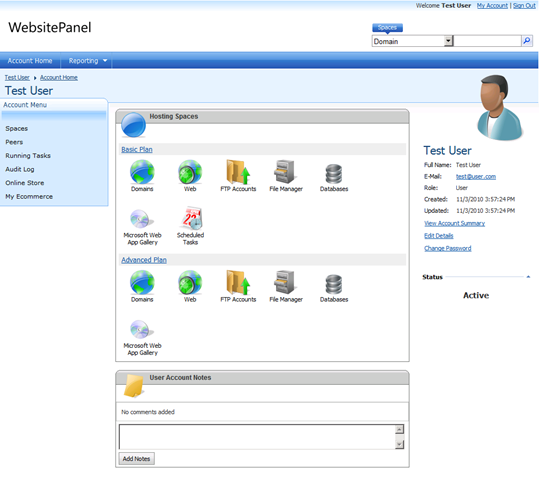 Welcome Test User My Account | Sign Out
WebsitePanel
Spaces
Domain
Account Home Reporting
Test User Account Home
Test User
Account Menu
Spaces
Peers
Running Tasks
Audit Log
Online Store
My Ecommerce
Hosting Spaces
Basic Plan
Domains Web FTP Accounts File Manager Databases
Microsoft Web
App Gallery
Scheduled
Tasks
Advanced Plan
Domains Web FTP Accounts File Manager Databases
Microsoft Web
App Gallery
User Account Notes
No comments added
Add Notes
Test User
Full Name: Test User
E-Mail: test@user.com
Role: User
Created: 11/3/2010 3:57:24 PM
Updated: 11/3/2010 3:57:24 PM
View Account Summary
Edit Details
Change Password
Status
Active